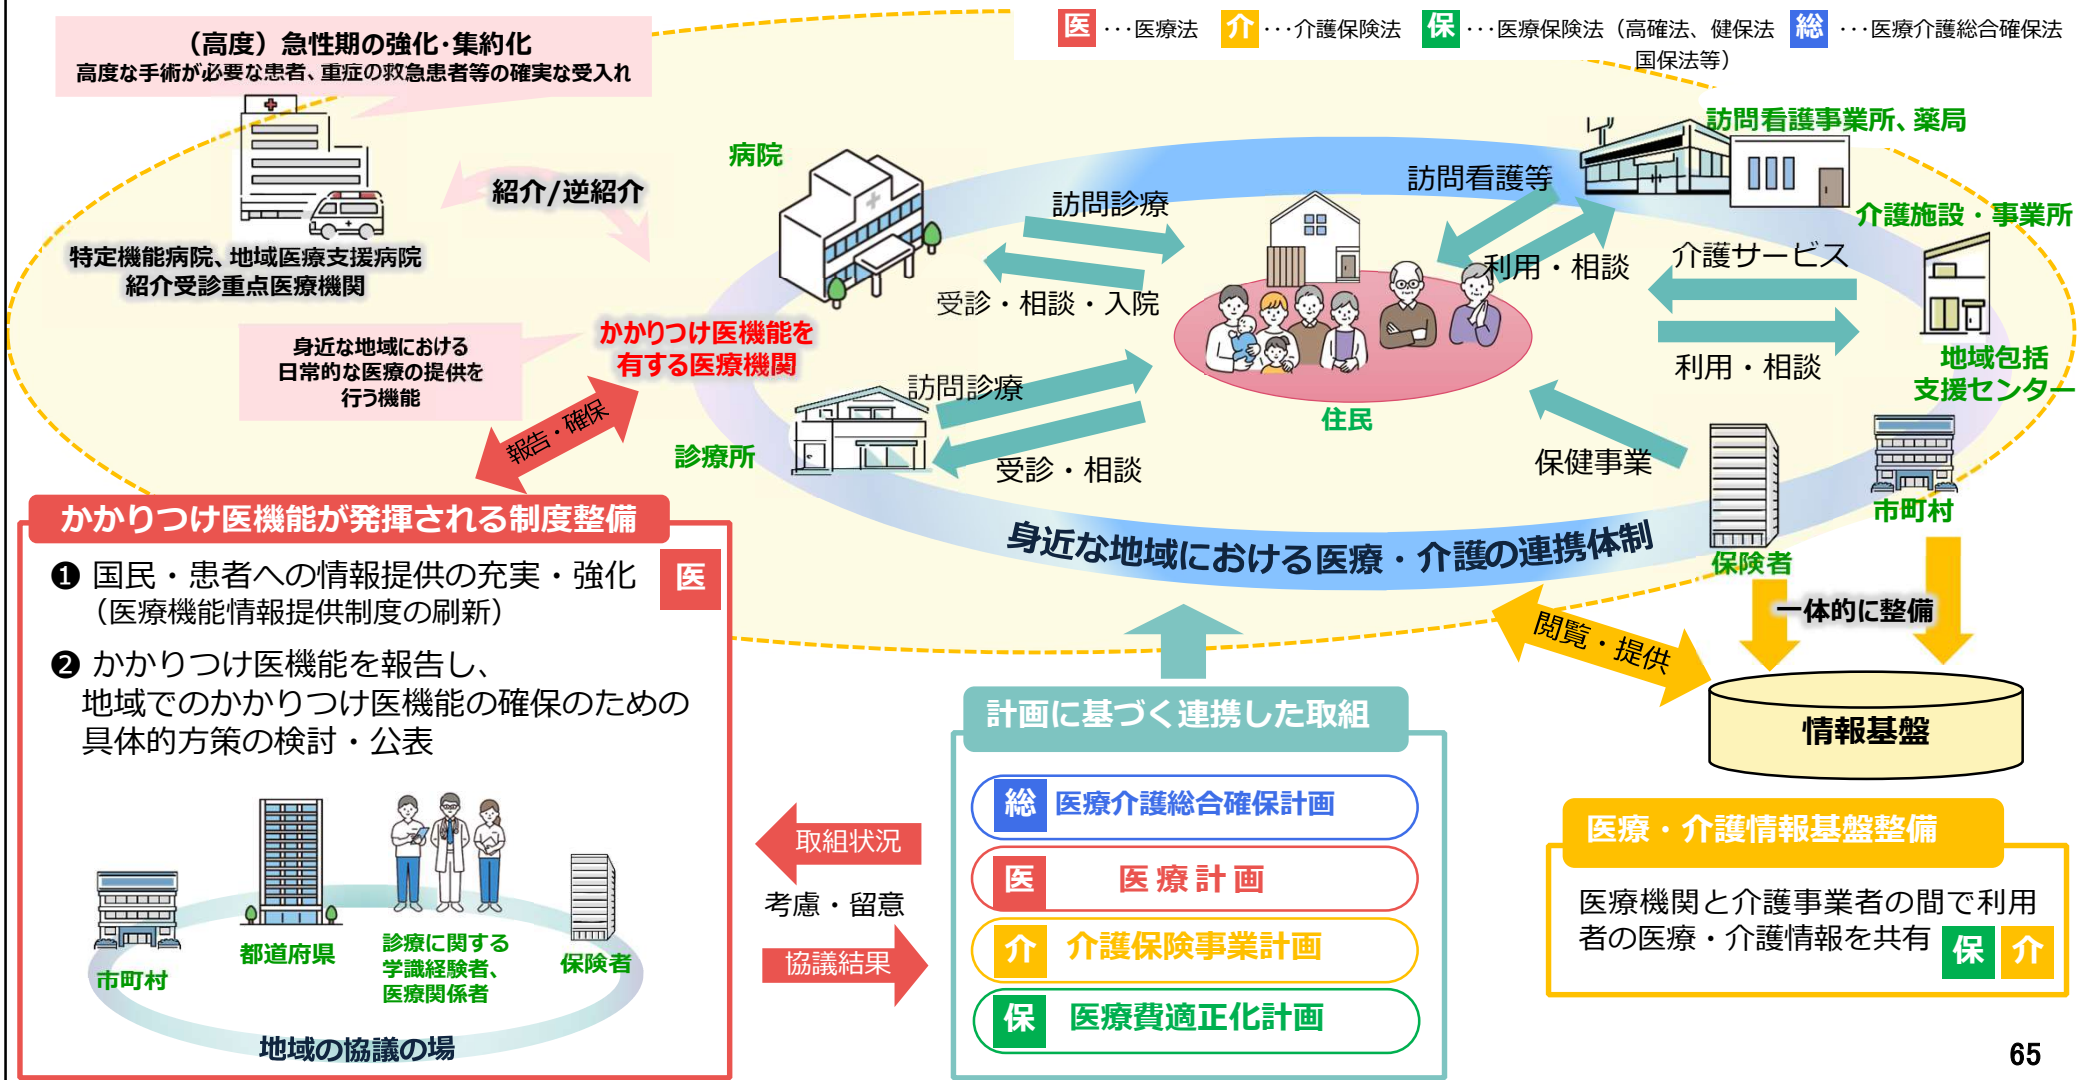 医 ･･･医療法 介 ･･･介護保険法 保 ･･･医療保険法（高確法、健保法
国保法等） 総 ･･･医療介護総合確保法
（高度）急性期の強化･集約化
高度な手術が必要な患者、重症の救急患者等の確実な受入れ
紹介/逆紹介
特定機能病院、地域医療支援病院
紹介受診重点医療機関
身近な地域における
日常的な医療の提供を
行う機能
かかりつけ医機能を
有する医療機関
病院
訪問診療
受診・相談・入院
診療所
訪問診療
受診・相談
住民
訪問看護事業所、薬局
訪問看護等
利用・相談
介護施設・事業所
介護サービス
利用・相談
地域包括
支援センター
保健事業
保険者
市町村
身近な地域における医療・介護の連携体制
報告・確保
かかりつけ医機能が発揮される制度整備
❶ 国民・患者への情報提供の充実・強化 医
（医療機能情報提供制度の刷新）
❷ かかりつけ医機能を報告し、
地域でのかかりつけ医機能の確保のための
具体的方策の検討・公表
市町村
都道府県
診療に関する
学識経験者、
医療関係者
保険者
地域の協議の場
取組状況
考慮・留意
協議結果
計画に基づく連携した取組
総 医療介護総合確保計画
医 医療計画
介 介護保険事業計画
保 医療費適正化計画
一体的に整備
閲覧・提供
情報基盤
医療・介護情報基盤整備
医療機関と介護事業者の間で利用
者の医療・介護情報を共有 保 介
65